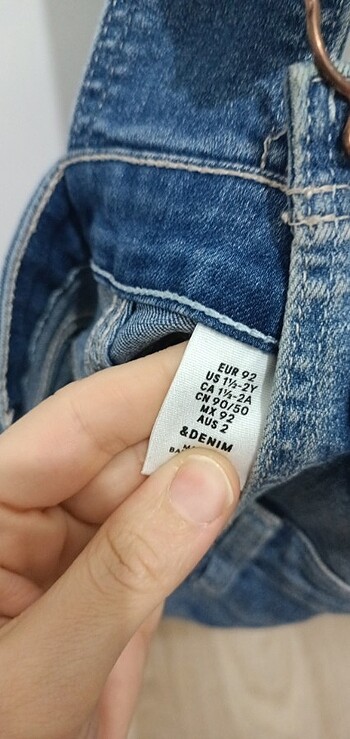 EUR 92
US 1½-2Y
CA 1½-2A
CN 90/50
MX 92
AUS 2
&DENIM